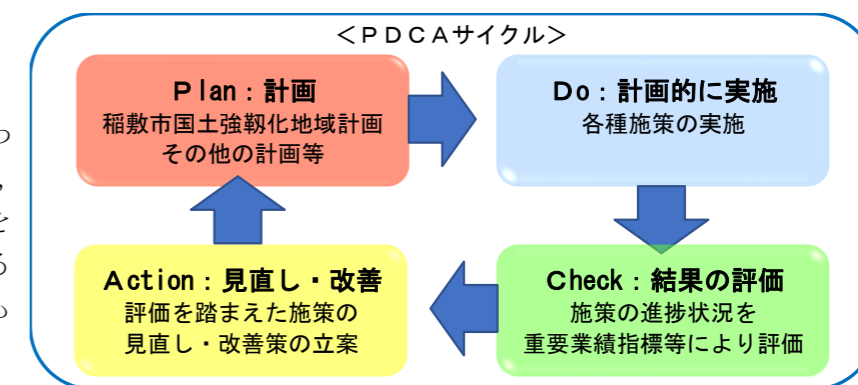 ＜ＰＤＣＡサイクル＞
Ｐlan：計画
稲敷市国土強靱化地域計画
その他の計画等
Ｄo：計画的に実施
各種施策の実施
Ａction：見直し・改善
評価を踏まえた施策の
見直し・改善策の立案
Ｃheck：結果の評価
施策の進捗状況を
重要業績指標等により評価
つ
，
を
る